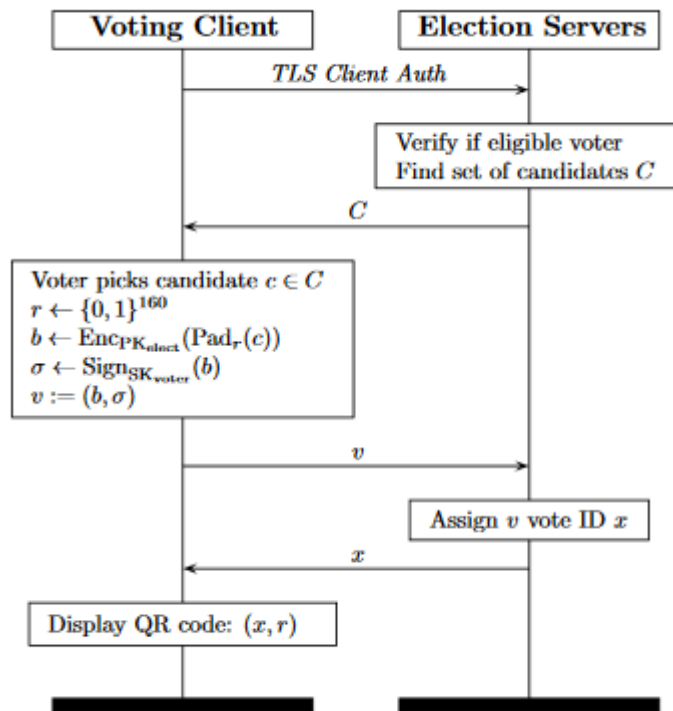 Voting Client
Election Servers
TLS Client Auth
Verify if eligible voter
Find set of candidates C
C
Voter picks candidate c ∈ C
r ← {0, 1}¹⁶⁰
b ← Enc_PK_elect(Pad_r(c))
σ ← Sign_SK_voter(b)
v := (b, σ)
v
Assign v vote ID x
x
Display QR code: (x, r)